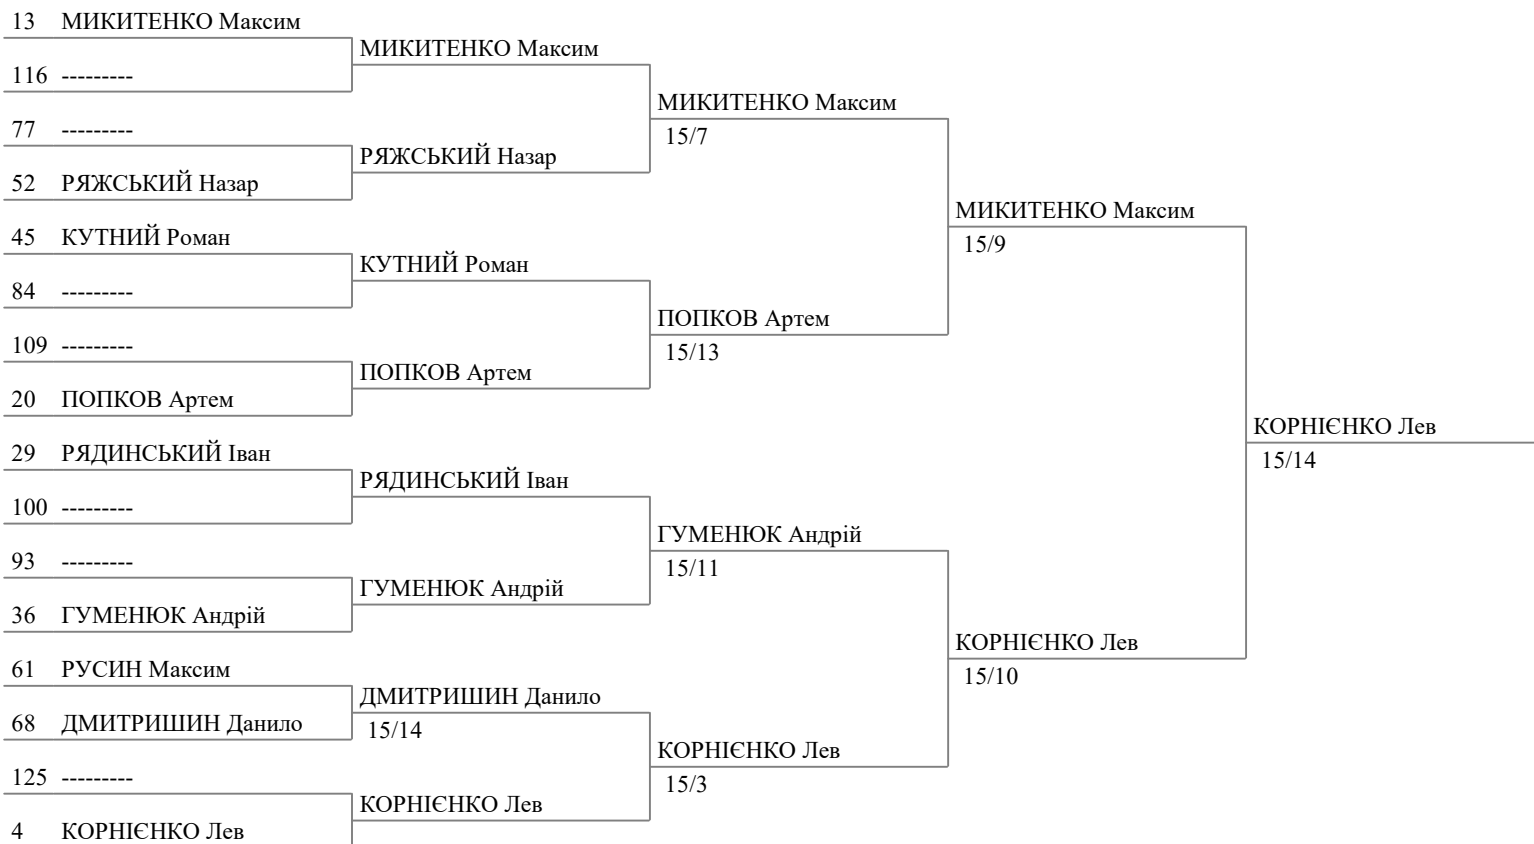 13 МИКИТЕНКО Максим
МИКИТЕНКО Максим
116 ---------
МИКИТЕНКО Максим
77 ---------
15/7
РЯЖСЬКИЙ Назар
52 РЯЖСЬКИЙ Назар
МИКИТЕНКО Максим
45 КУТНИЙ Роман
15/9
КУТНИЙ Роман
84 ---------
ПОПКОВ Артем
109 ---------
15/13
ПОПКОВ Артем
20 ПОПКОВ Артем
КОРНІЄНКО Лев
29 РЯДИНСЬКИЙ Іван
15/14
РЯДИНСЬКИЙ Іван
100 ---------
ГУМЕНЮК Андрій
93 ---------
15/11
ГУМЕНЮК Андрій
36 ГУМЕНЮК Андрій
КОРНІЄНКО Лев
61 РУСИН Максим
15/10
ДМИТРИШИН Данило
68 ДМИТРИШИН Данило
15/14
КОРНІЄНКО Лев
125 ---------
15/3
КОРНІЄНКО Лев
4 КОРНІЄНКО Лев